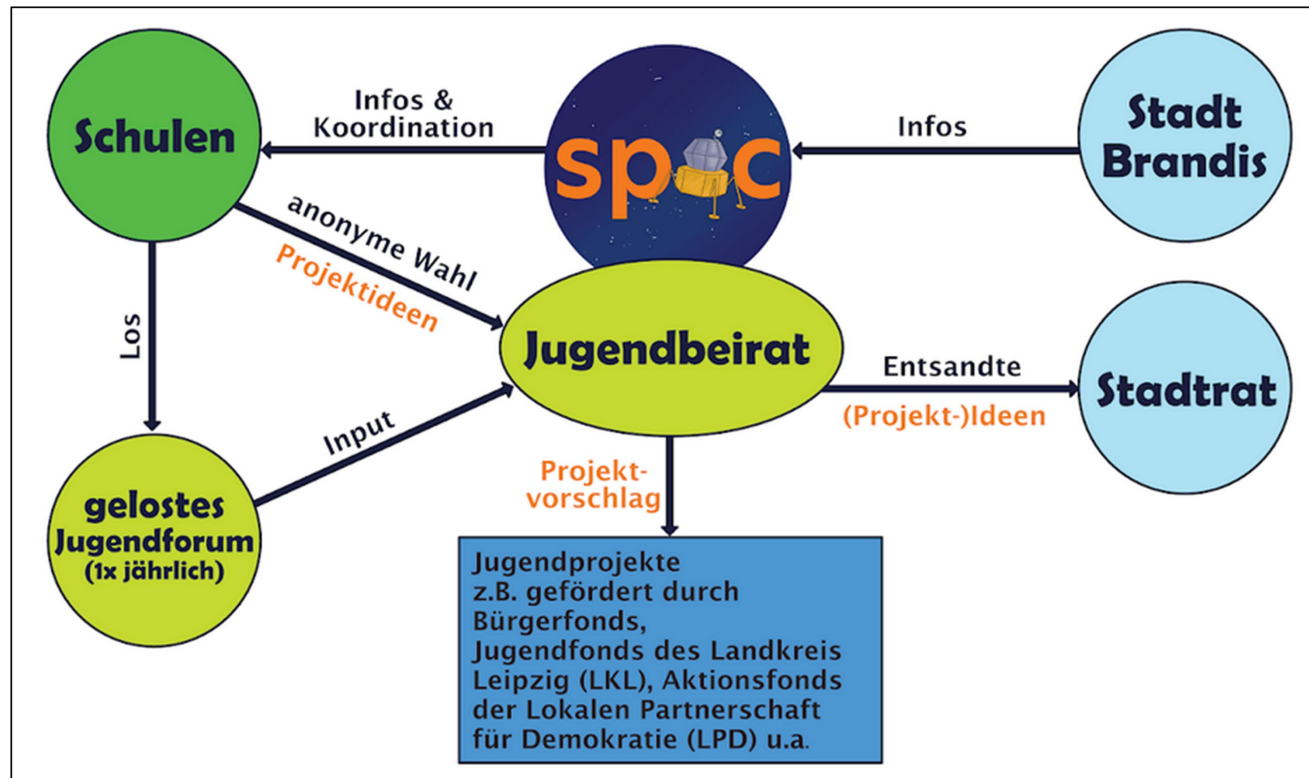 Schulen
Infos &
Koordination
spoc
Infos
Stadt
Brandis
anonyme Wahl
Projektideen
Los
Jugendbeirat
Entsandte
(Projekt-)Ideen
Stadtrat
Input
gelostes
Jugendforum
(1x jährlich)
Projekt-
vorschlag
Jugendprojekte
z.B. gefördert durch
Bürgerfonds,
Jugendfonds des Landkreis
Leipzig (LKL), Aktionsfonds
der Lokalen Partnerschaft
für Demokratie (LPD) u.a.